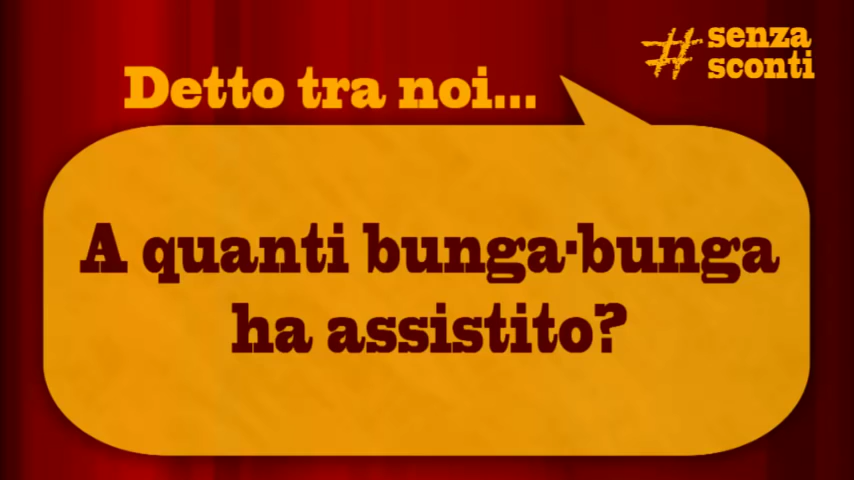 #senza
sconti
Detto tra noi...
A quanti bunga-bunga
ha assistito?